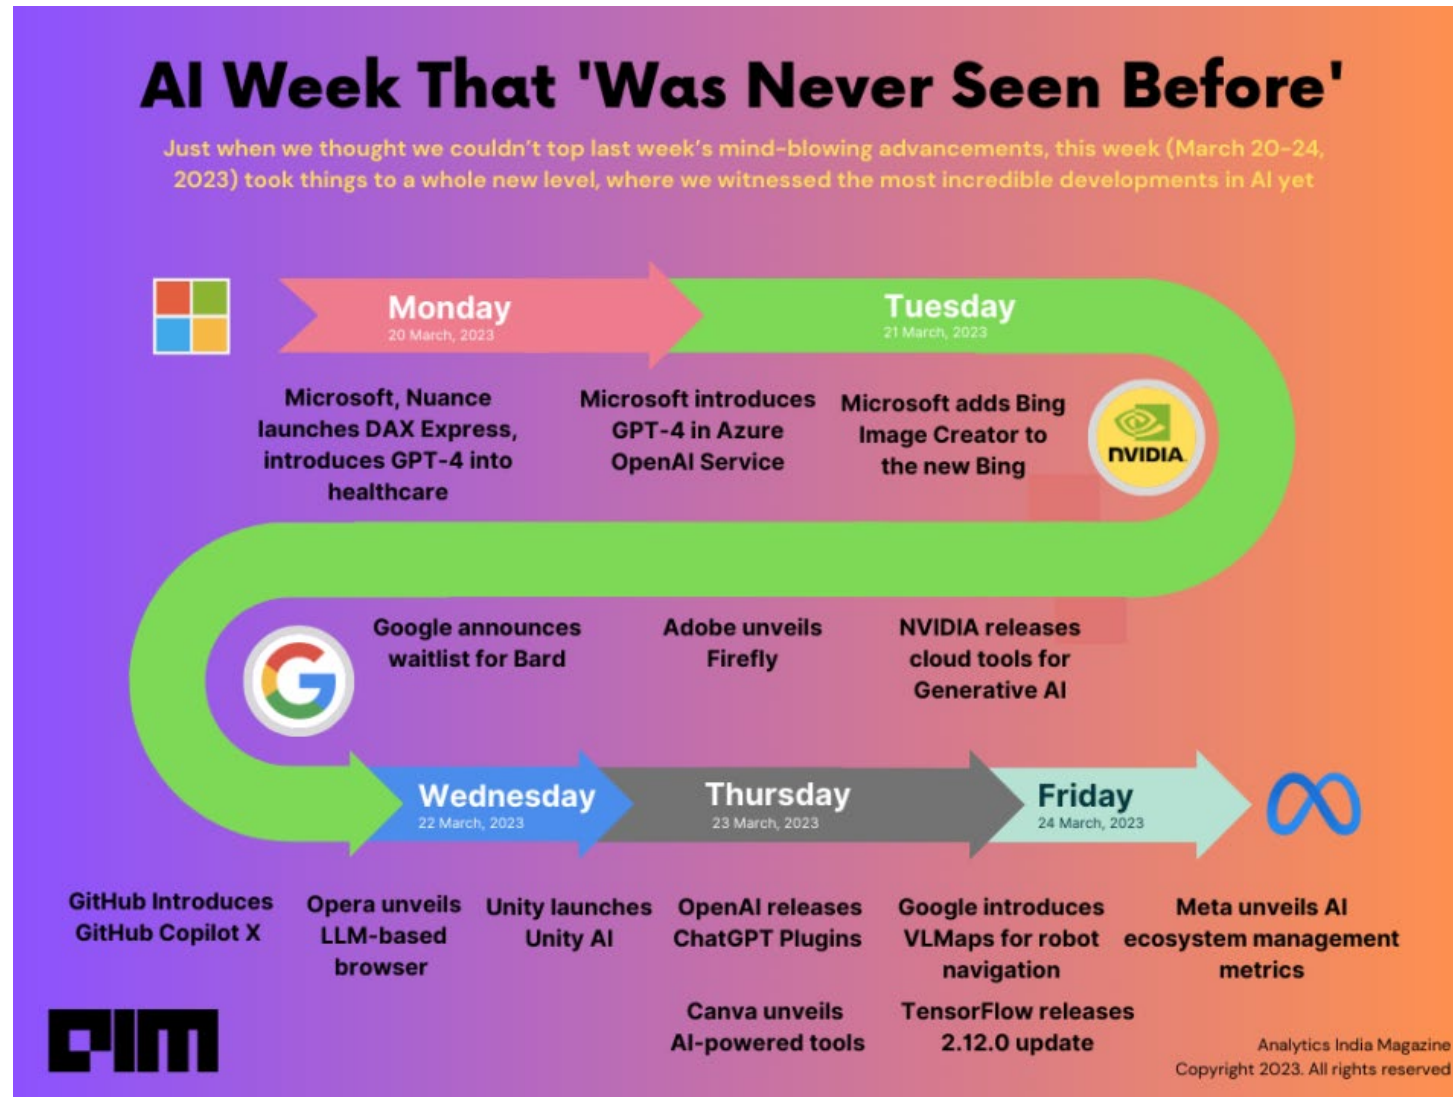 AI Week That 'Was Never Seen Before'
Just when we thought we couldn't top last week's mind-blowing advancements, this week (March 20-24,
2023) took things to a whole new level, where we witnessed the most incredible developments in AI yet
Monday
20 March, 2023
Tuesday
21 March, 2023
Microsoft, Nuance
launches DAX Express,
introduces GPT-4 into
healthcare
Microsoft introduces
GPT-4 in Azure
OpenAI Service
Microsoft adds Bing
Image Creator to
the new Bing
NVIDIA
Google announces
waitlist for Bard
Adobe unveils
Firefly
NVIDIA releases
cloud tools for
Generative AI
G
Wednesday
22 March, 2023
Thursday
23 March, 2023
Friday
24 March, 2023
GitHub Introduces
GitHub Copilot X
Opera unveils
LLM-based
browser
Unity launches
Unity AI
OpenAI releases
ChatGPT Plugins
Canva unveils
AI-powered tools
Google introduces
VLMaps for robot
navigation
TensorFlow releases
2.12.0 update
Meta unveils AI
ecosystem management
metrics
AIM
Analytics India Magazine
Copyright 2023. All rights reserved